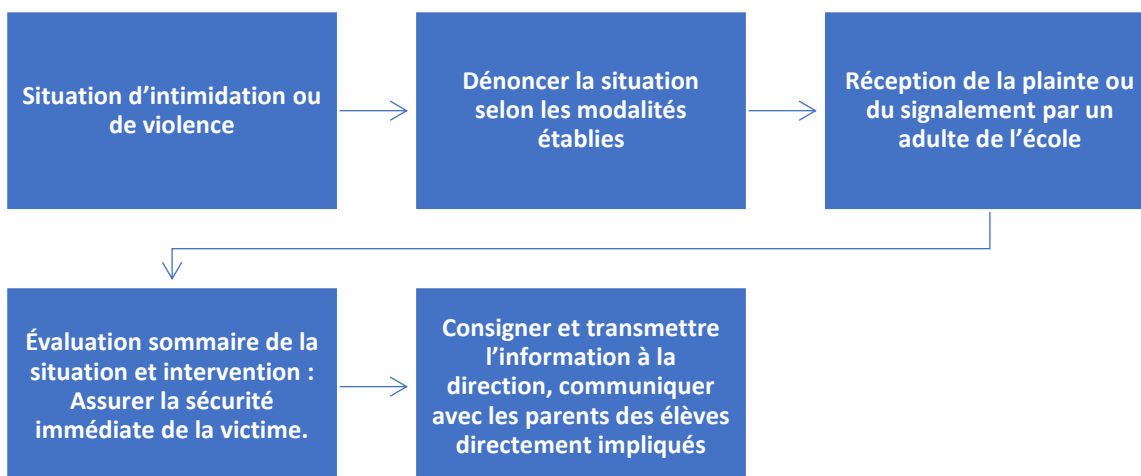 Situation d’intimidation ou
de violence
Dénoncer la situation
selon les modalités
établies
Réception de la plainte ou
du signalement par un
adulte de l’école
Évaluation sommaire de la
situation et intervention :
Assurer la sécurité
immédiate de la victime.
Consigner et transmettre
l’information à la
direction, communiquer
avec les parents des élèves
directement impliqués